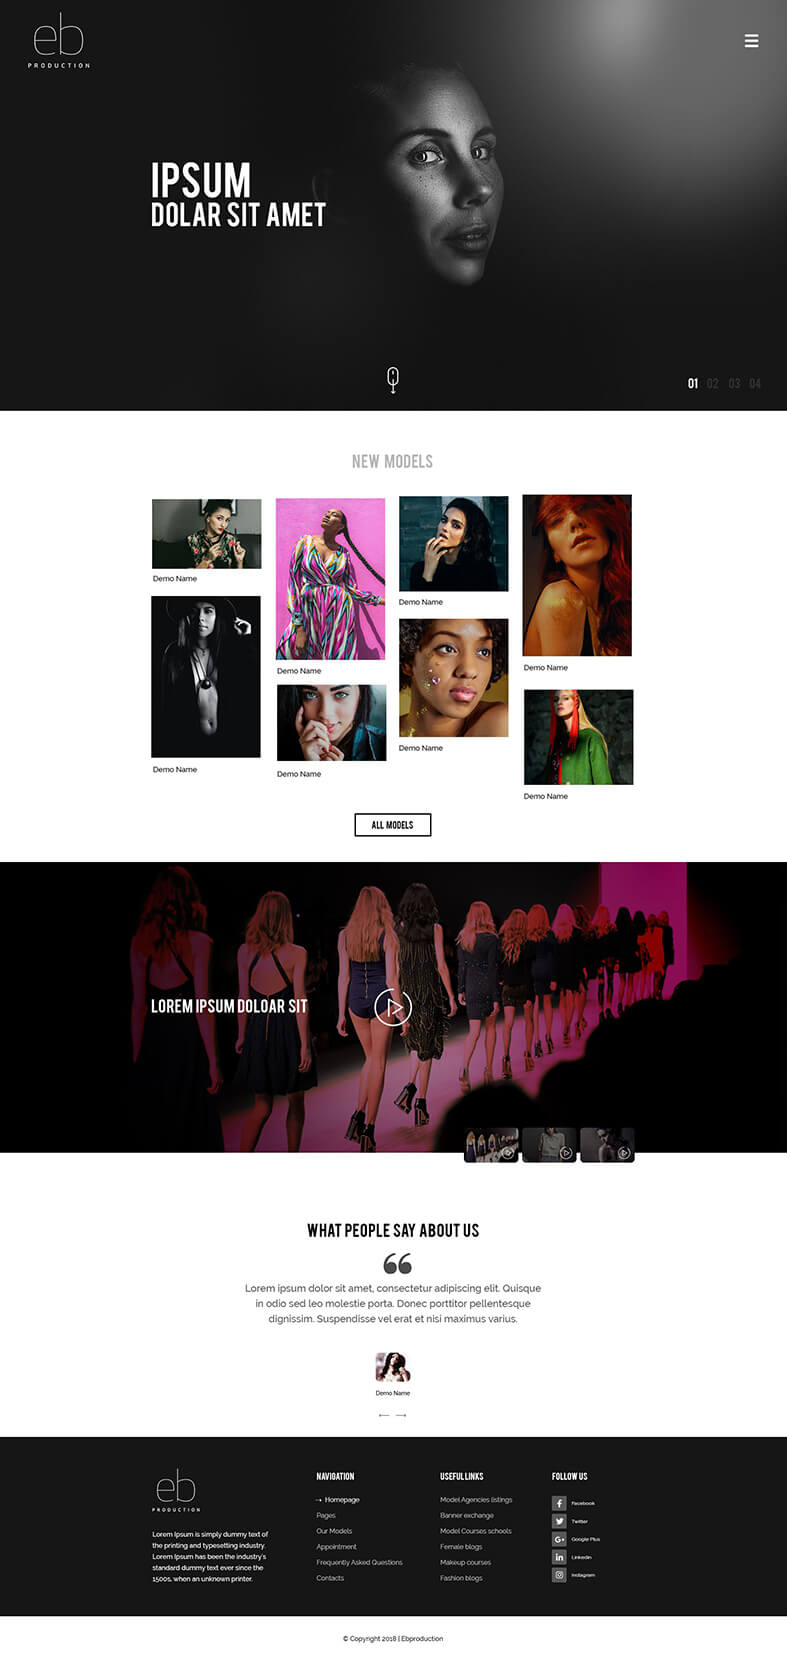 eb
PRODUCTION
IPSUM
DOLAR SIT AMET
01 02 03 04
NEW MODELS
Demo Name
Demo Name
Demo Name
Demo Name
Demo Name
Demo Name
Demo Name
Demo Name
ALL MODELS
LOREM IPSUM DOLOAR SIT
WHAT PEOPLE SAY ABOUT US
Lorem ipsum dolor sit amet, consectetur adipiscing elit. Quisque
in odio sed leo molestie porta. Donec porttitor pellentesque
dignissim. Suspendisse vel erat et nisi maximus varius.
Demo Name
eb
PRODUCTION
Lorem Ipsum is simply dummy text of
the printing and typesetting industry.
Lorem Ipsum has been the industry's
standard dummy text ever since the
1500s, when an unknown printer.
NAVIGATION
Homepage
Pages
Our Models
Appointment
Frequently Asked Questions
Contacts
USEFUL LINKS
Model Agencies listings
Banner exchange
Model Courses schools
Female blogs
Makeup courses
Fashion blogs
FOLLOW US
Facebook
Twitter
Google Plus
Linkedin
Instagram
© Copyright 2018 | Ebproduction